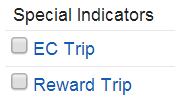 Special Indicators
EC Trip
Reward Trip